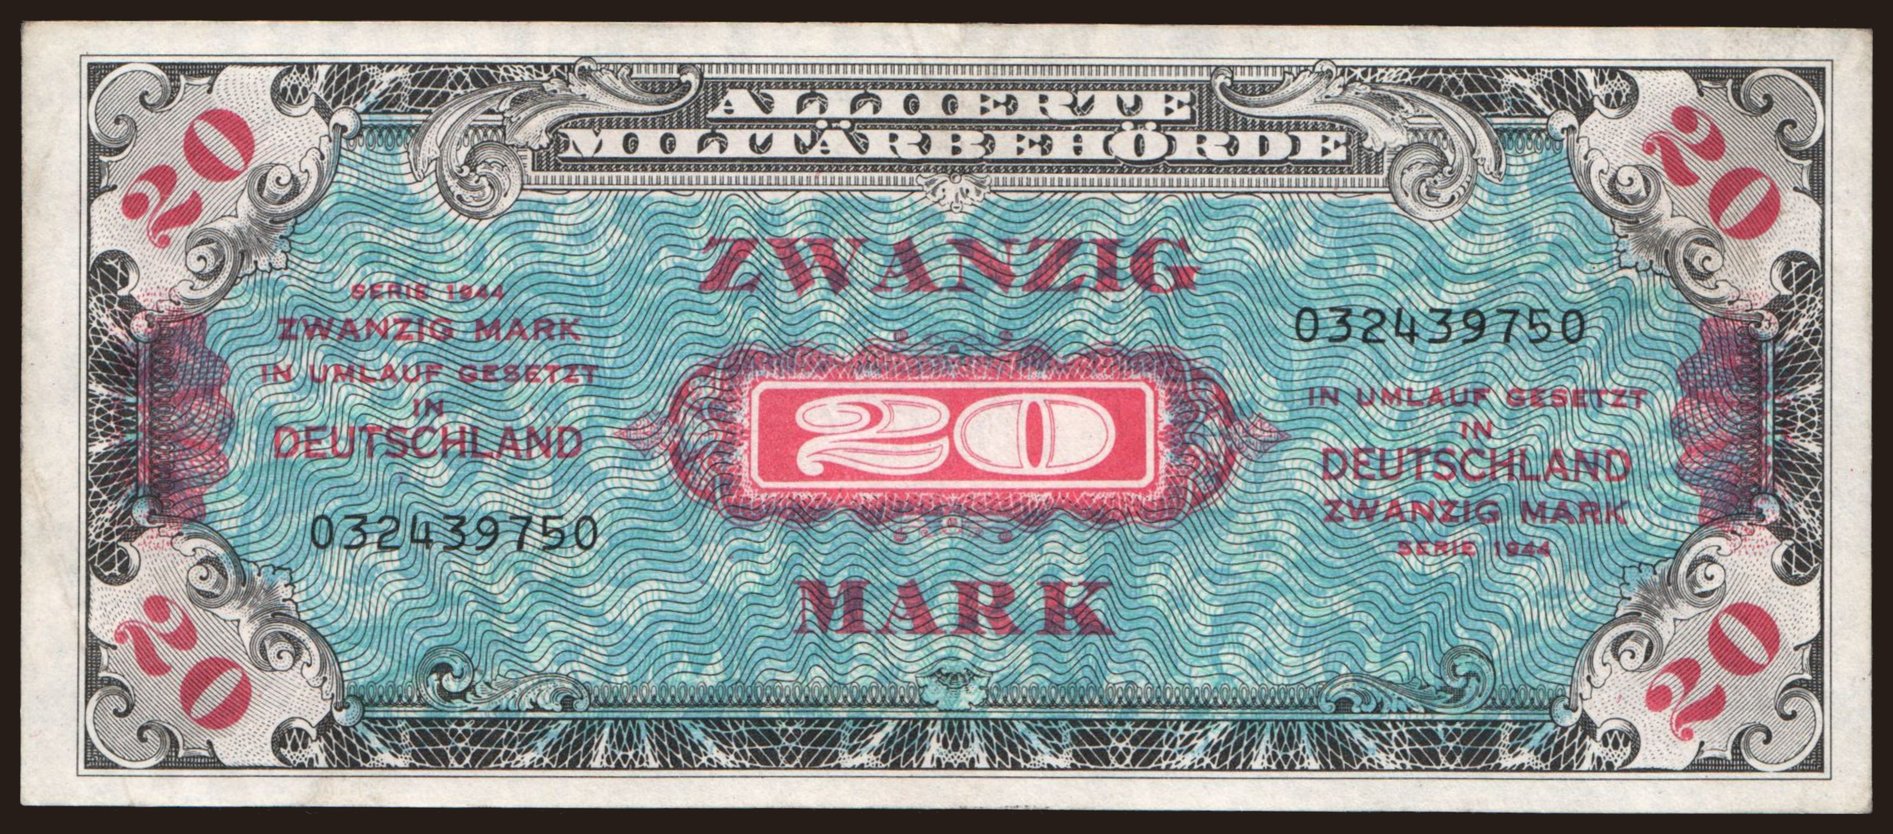 20
ALLIIERTE
MILITÄRBEHÖRDE
20
ZWANZIG
SERIE 1944
ZWANZIG MARK
IN UMLAUF GESETZT
IN
DEUTSCHLAND
032439750
20
032439750
IN UMLAUF GESETZT
IN
DEUTSCHLAND
ZWANZIG MARK
SERIE 1944
MARK
20
20